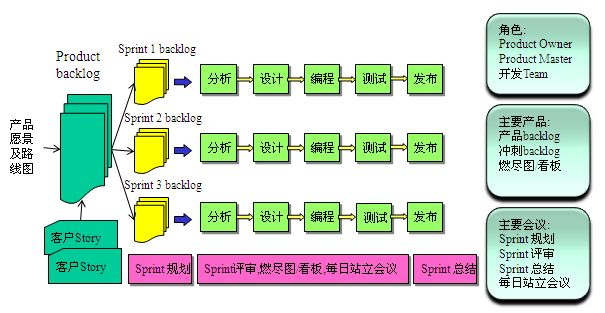 Product
backlog
Sprint 1 backlog
分析
设计
编程
测试
发布
产品
愿景
及路
线图
Sprint 2 backlog
分析
设计
编程
测试
发布
Sprint 3 backlog
分析
设计
编程
测试
发布
客户Story
客户Story
Sprint 规划
Sprint评审,燃尽图/看板,每日站立会议
Sprint 总结
角色:
Product Owner
Product Master
开发Team
主要产品:
产品backlog
冲刺backlog
燃尽图/看板
主要会议:
Sprint 规划
Sprint 评审
Sprint 总结
每日站立会议